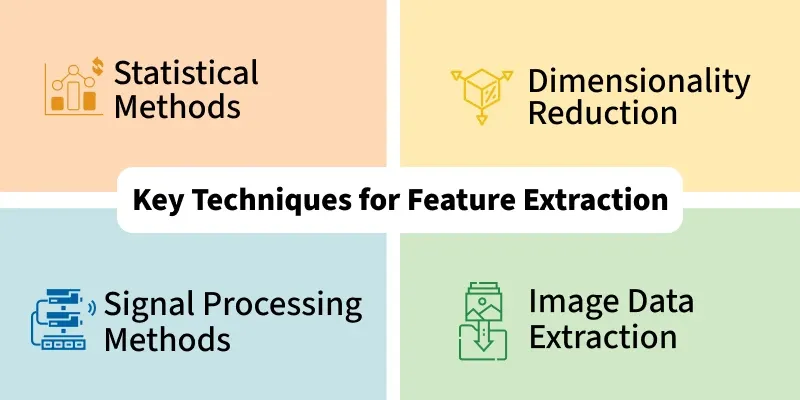 Statistical
Methods
Dimensionality
Reduction
Key Techniques for Feature Extraction
Signal Processing
Methods
Image Data
Extraction